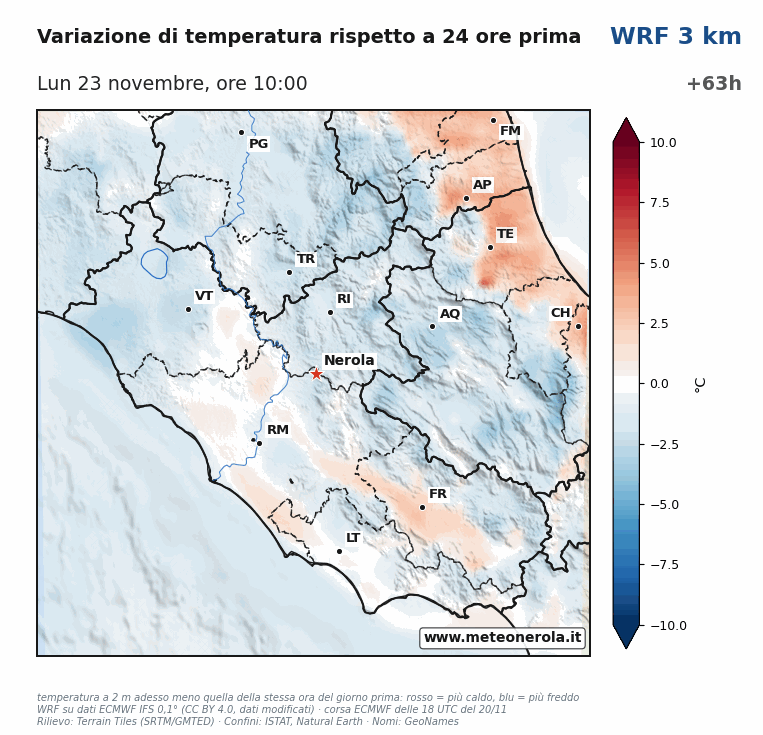 Variazione di temperatura rispetto a 24 ore prima
WRF 3 km
Lun 23 novembre, ore 10:00
+63h
FM
PG
AP
TE
TR
VT
RI
AQ
CH
Nerola
RM
FR
LT
www.meteonerola.it
10.0
7.5
5.0
2.5
0.0
−2.5
−5.0
−7.5
−10.0
°C
temperatura a 2 m adesso meno quella della stessa ora del giorno prima: rosso = più caldo, blu = più freddo
WRF su dati ECMWF IFS 0,1° (CC BY 4.0, dati modificati) · corsa ECMWF delle 18 UTC del 20/11
Rilievo: Terrain Tiles (SRTM/GMTED) · Confini: ISTAT, Natural Earth · Nomi: GeoNames